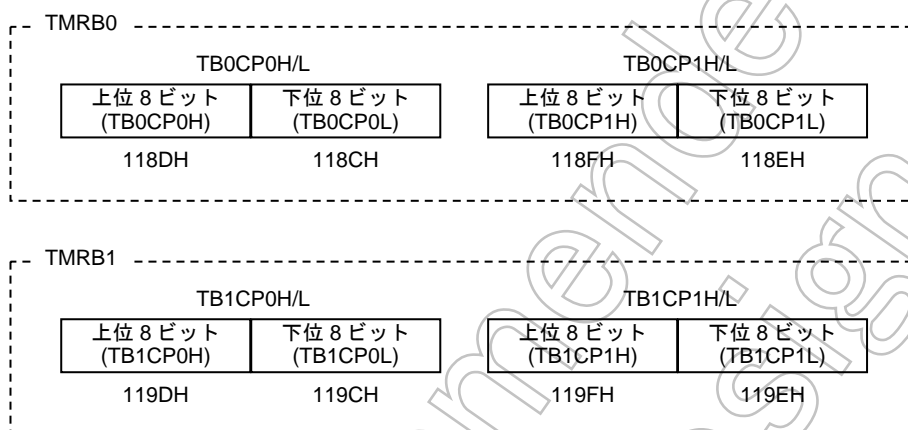 TMRB0
TB0CP0H/L TB0CP1H/L
上位 8 ビット 下位 8 ビット 上位 8 ビット 下位 8 ビット
(TB0CP0H) (TB0CP0L) (TB0CP1H) (TB0CP1L)
118DH 118CH 118FH 118EH
TMRB1
TB1CP0H/L TB1CP1H/L
上位 8 ビット 下位 8 ビット 上位 8 ビット 下位 8 ビット
(TB1CP0H) (TB1CP0L) (TB1CP1H) (TB1CP1L)
119DH 119CH 119FH 119EH